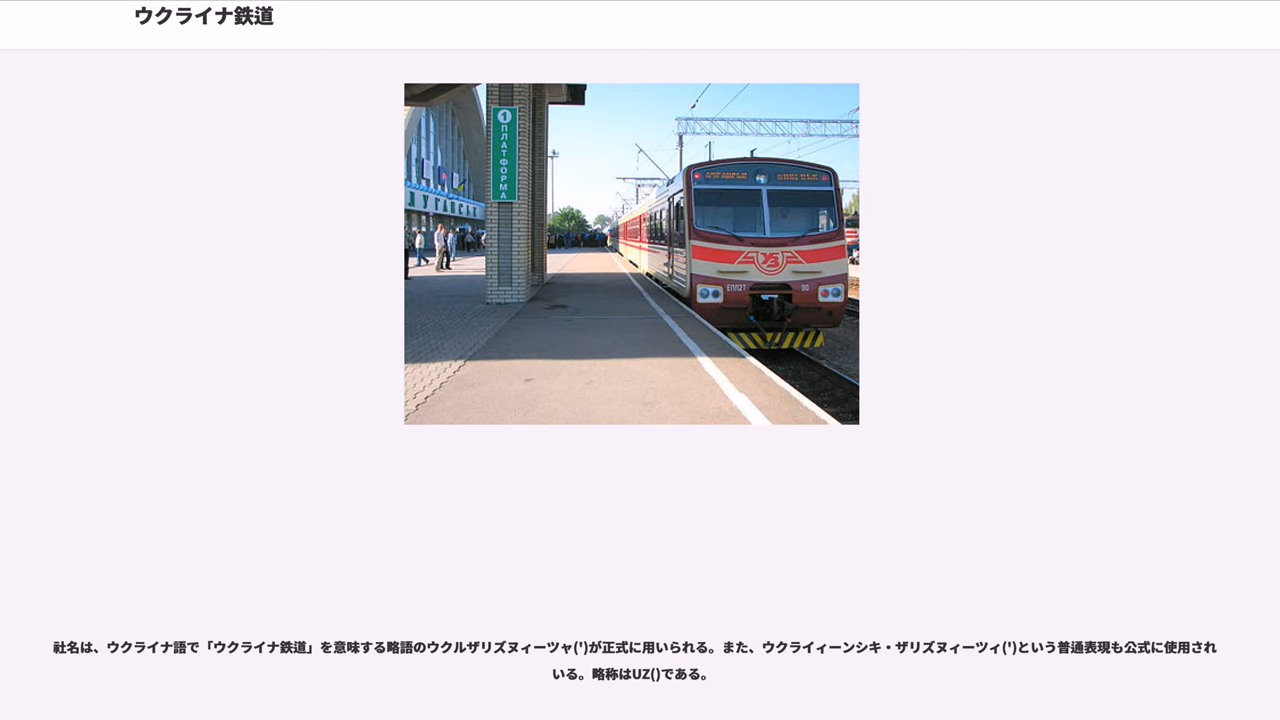 ウクライナ鉄道
1
ПЛАТФОРМА
ЛУГАНСЬК
УЗ
ЕПЛ2Т
社名は、ウクライナ語で「ウクライナ鉄道」を意味する略語のウクルザリズヌィーツャ(')が正式に用いられる。また、ウクライィーンシキ・ザリズヌィーツィ(')という普通表現も公式に使用され
いる。略称はUZ()である。